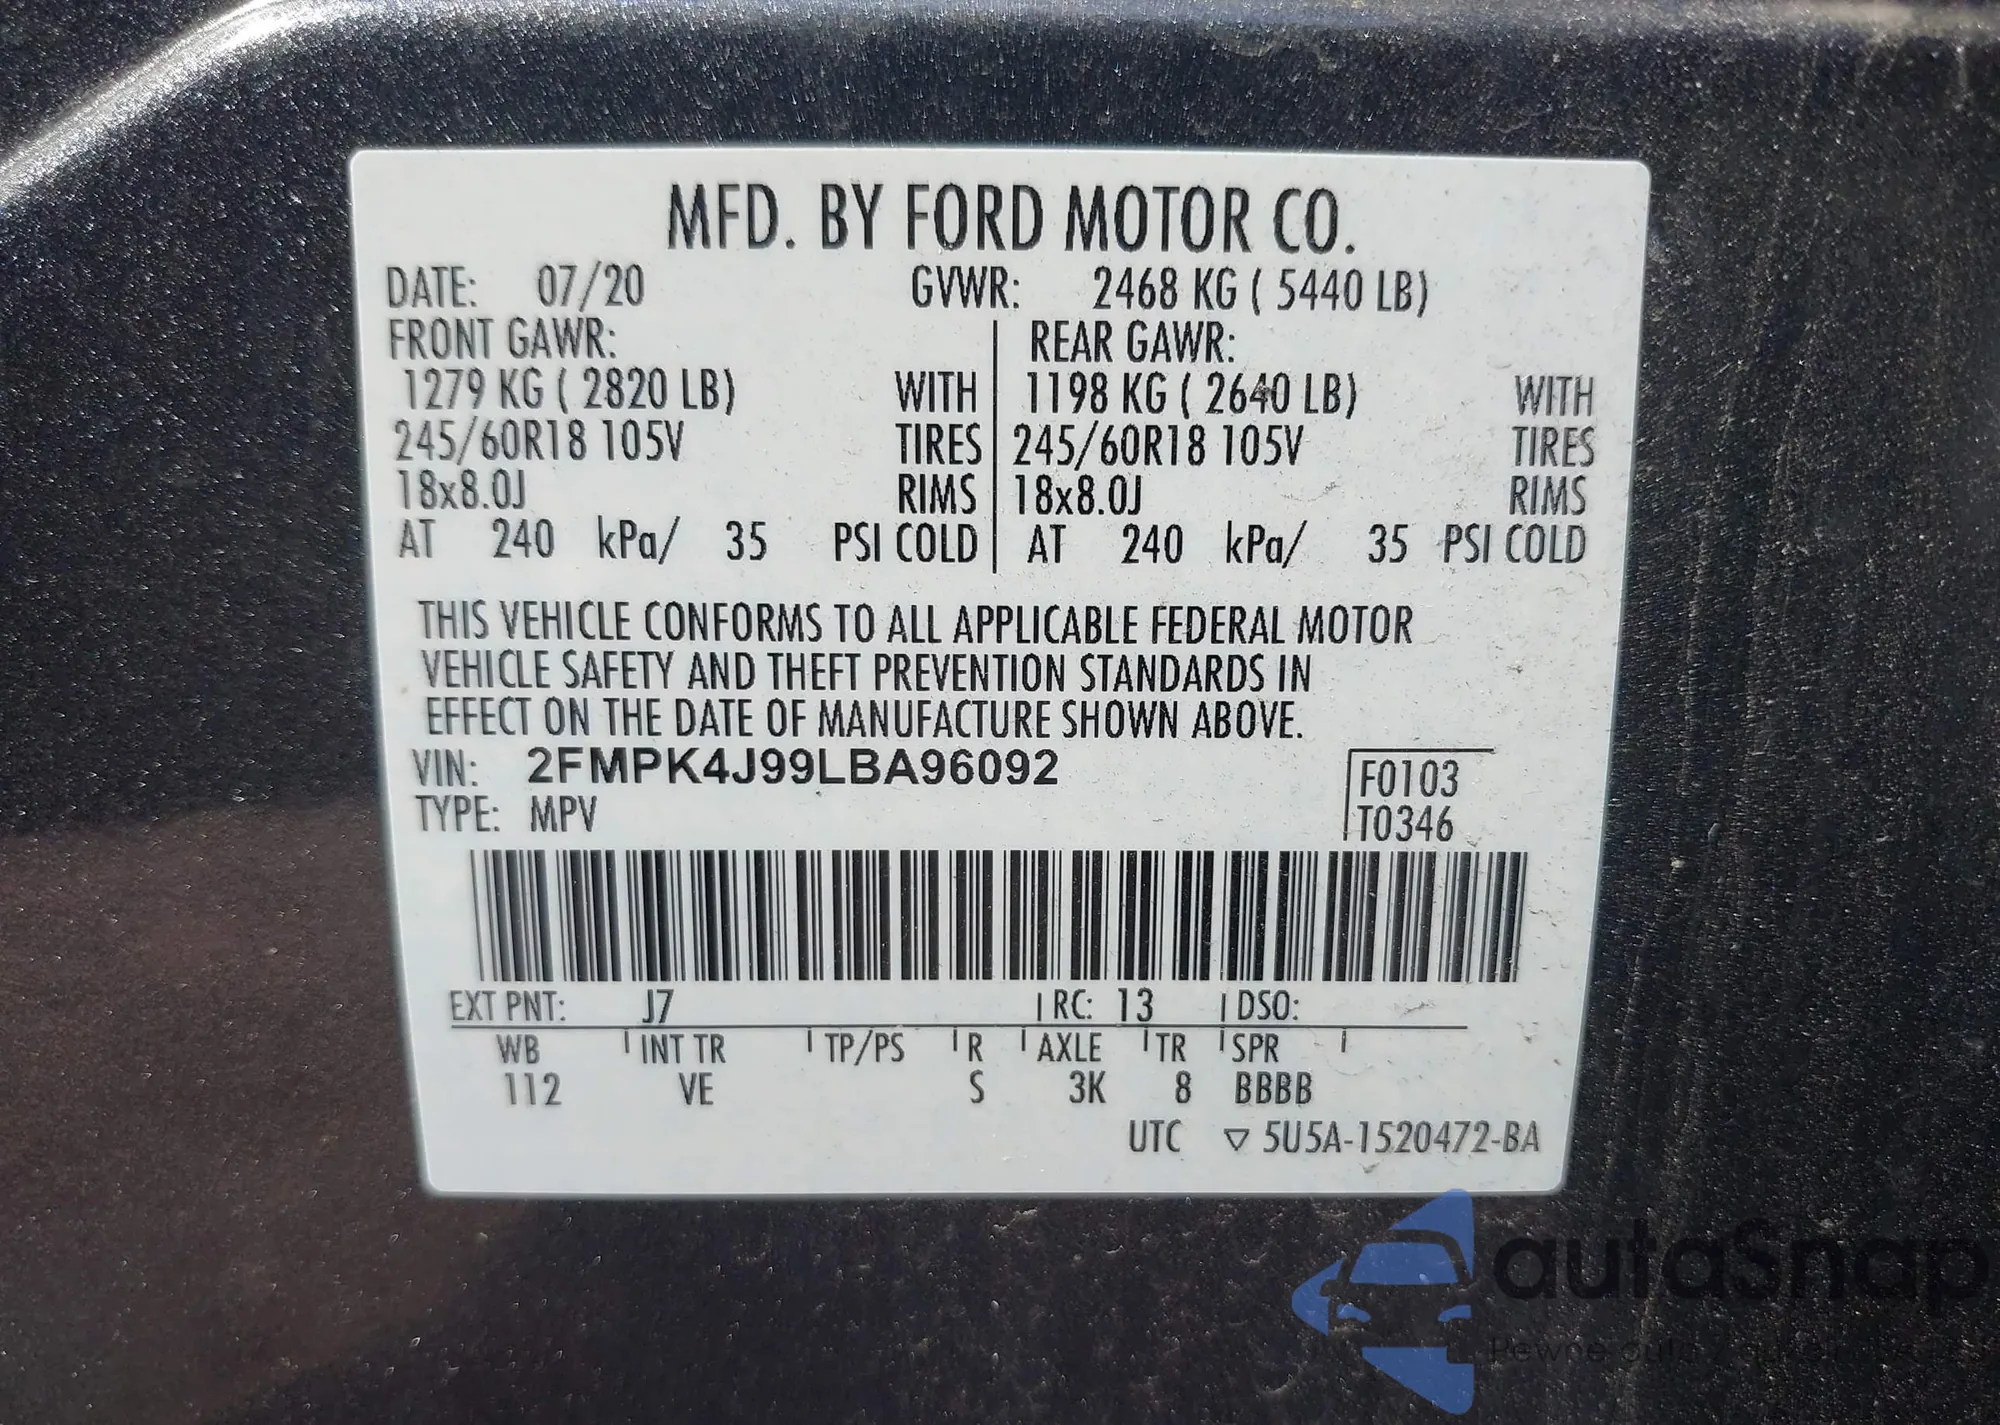 MFD. BY FORD MOTOR CO.
DATE: 07/20 GVWR: 2468 KG ( 5440 LB)
FRONT GAWR: REAR GAWR:
1279 KG ( 2820 LB) WITH 1198 KG ( 2640 LB) WITH
245/60R18 105V TIRES 245/60R18 105V TIRES
18x8.0J RIMS 18x8.0J RIMS
AT 240 kPa/ 35 PSI COLD AT 240 kPa/ 35 PSI COLD
THIS VEHICLE CONFORMS TO ALL APPLICABLE FEDERAL MOTOR
VEHICLE SAFETY AND THEFT PREVENTION STANDARDS IN
EFFECT ON THE DATE OF MANUFACTURE SHOWN ABOVE.
VIN: 2FMPK4J99LBA96092 F0103
TYPE: MPV T0346
EXT PNT: J7 RC: 13 DSO:
WB INT TR TP/PS R AXLE TR SPR
112 VE S 3K 8 BBBB
UTC ▽ 5U5A-1520472-BA
autaSnap
Pewne auta